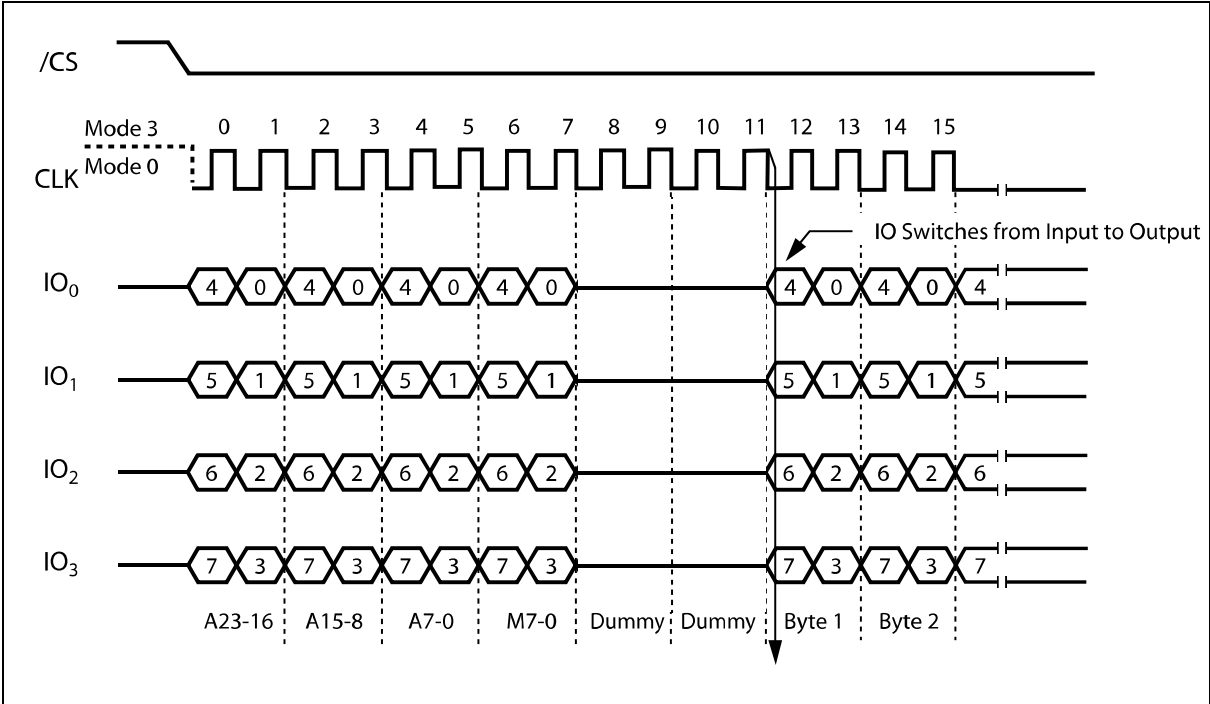 /CS
Mode 3
0 1 2 3 4 5 6 7 8 9 10 11 12 13 14 15
Mode 0
CLK
IO Switches from Input to Output
IO0 4 0 4 0 4 0 4 0 4 0 4 0 4
IO1 5 1 5 1 5 1 5 1 5 1 5 1 5
IO2 6 2 6 2 6 2 6 2 6 2 6 2 6
IO3 7 3 7 3 7 3 7 3 7 3 7 3 7
A23-16 A15-8 A7-0 M7-0 Dummy Dummy Byte 1 Byte 2